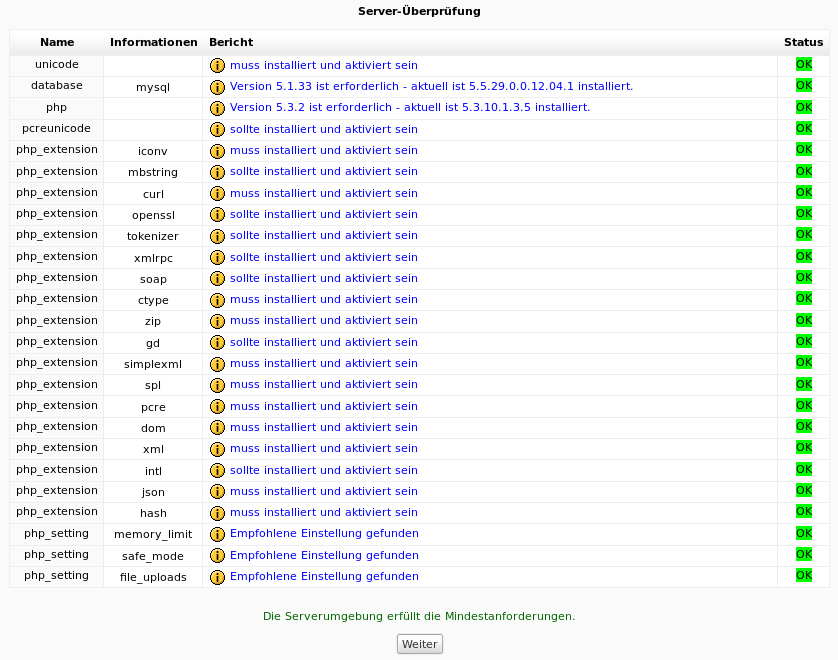 Server-Überprüfung
Name Informationen Bericht Status
unicode muss installiert und aktiviert sein OK
database mysql Version 5.1.33 ist erforderlich - aktuell ist 5.5.29.0.0.12.04.1 installiert. OK
php Version 5.3.2 ist erforderlich - aktuell ist 5.3.10.1.3.5 installiert. OK
pcreunicode sollte installiert und aktiviert sein OK
php_extension iconv muss installiert und aktiviert sein OK
php_extension mbstring sollte installiert und aktiviert sein OK
php_extension curl muss installiert und aktiviert sein OK
php_extension openssl sollte installiert und aktiviert sein OK
php_extension tokenizer sollte installiert und aktiviert sein OK
php_extension xmlrpc sollte installiert und aktiviert sein OK
php_extension soap sollte installiert und aktiviert sein OK
php_extension ctype muss installiert und aktiviert sein OK
php_extension zip muss installiert und aktiviert sein OK
php_extension gd sollte installiert und aktiviert sein OK
php_extension simplexml muss installiert und aktiviert sein OK
php_extension spl muss installiert und aktiviert sein OK
php_extension pcre muss installiert und aktiviert sein OK
php_extension dom muss installiert und aktiviert sein OK
php_extension xml muss installiert und aktiviert sein OK
php_extension intl sollte installiert und aktiviert sein OK
php_extension json muss installiert und aktiviert sein OK
php_extension hash muss installiert und aktiviert sein OK
php_setting memory_limit Empfohlene Einstellung gefunden OK
php_setting safe_mode Empfohlene Einstellung gefunden OK
php_setting file_uploads Empfohlene Einstellung gefunden OK
Die Serverumgebung erfüllt die Mindestanforderungen.
Weiter